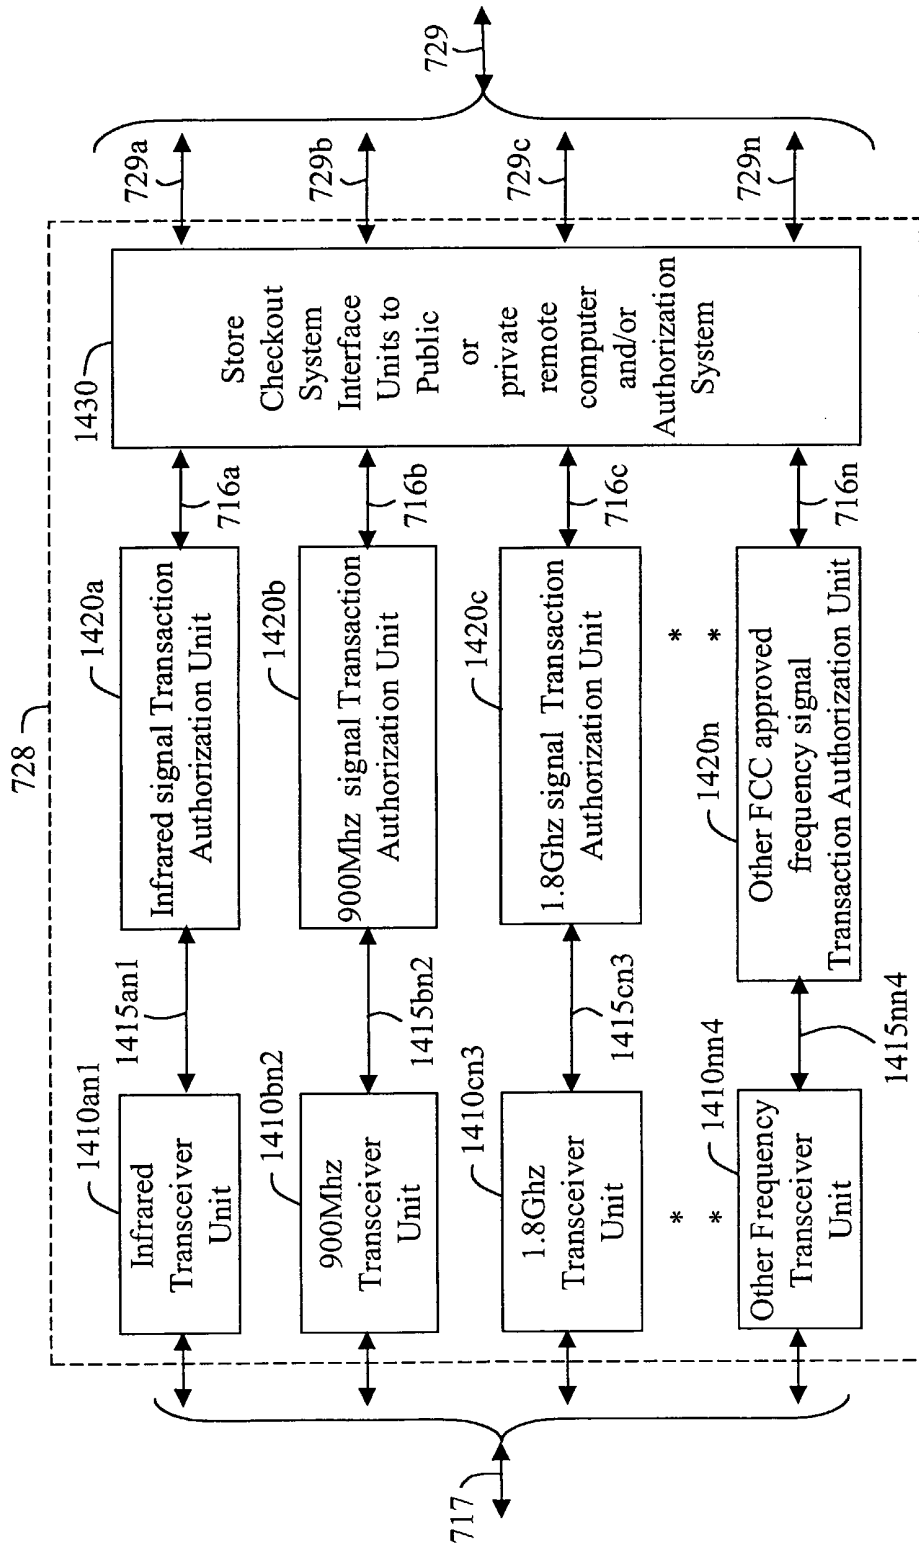 728
1410an1
Infrared
Transceiver
Unit
1415an1
1420a
Infrared signal Transaction
Authorization Unit
716a
729a
1410bn2
900Mhz
Transceiver
Unit
1415bn2
1420b
900Mhz signal Transaction
Authorization Unit
716b
729b
1410cn3
1.8Ghz
Transceiver
Unit
1415cn3
1420c
1.8Ghz signal Transaction
Authorization Unit
716c
729c
* *
* *
1410nn4
Other Frequency
Transceiver
Unit
1415nn4
1420n
Other FCC approved
frequency signal
Transaction Authorization Unit
716n
729n
1430
Store
Checkout
System
Interface
Units to
Public
or
private
remote
computer
and/or
Authorization
System
717
729